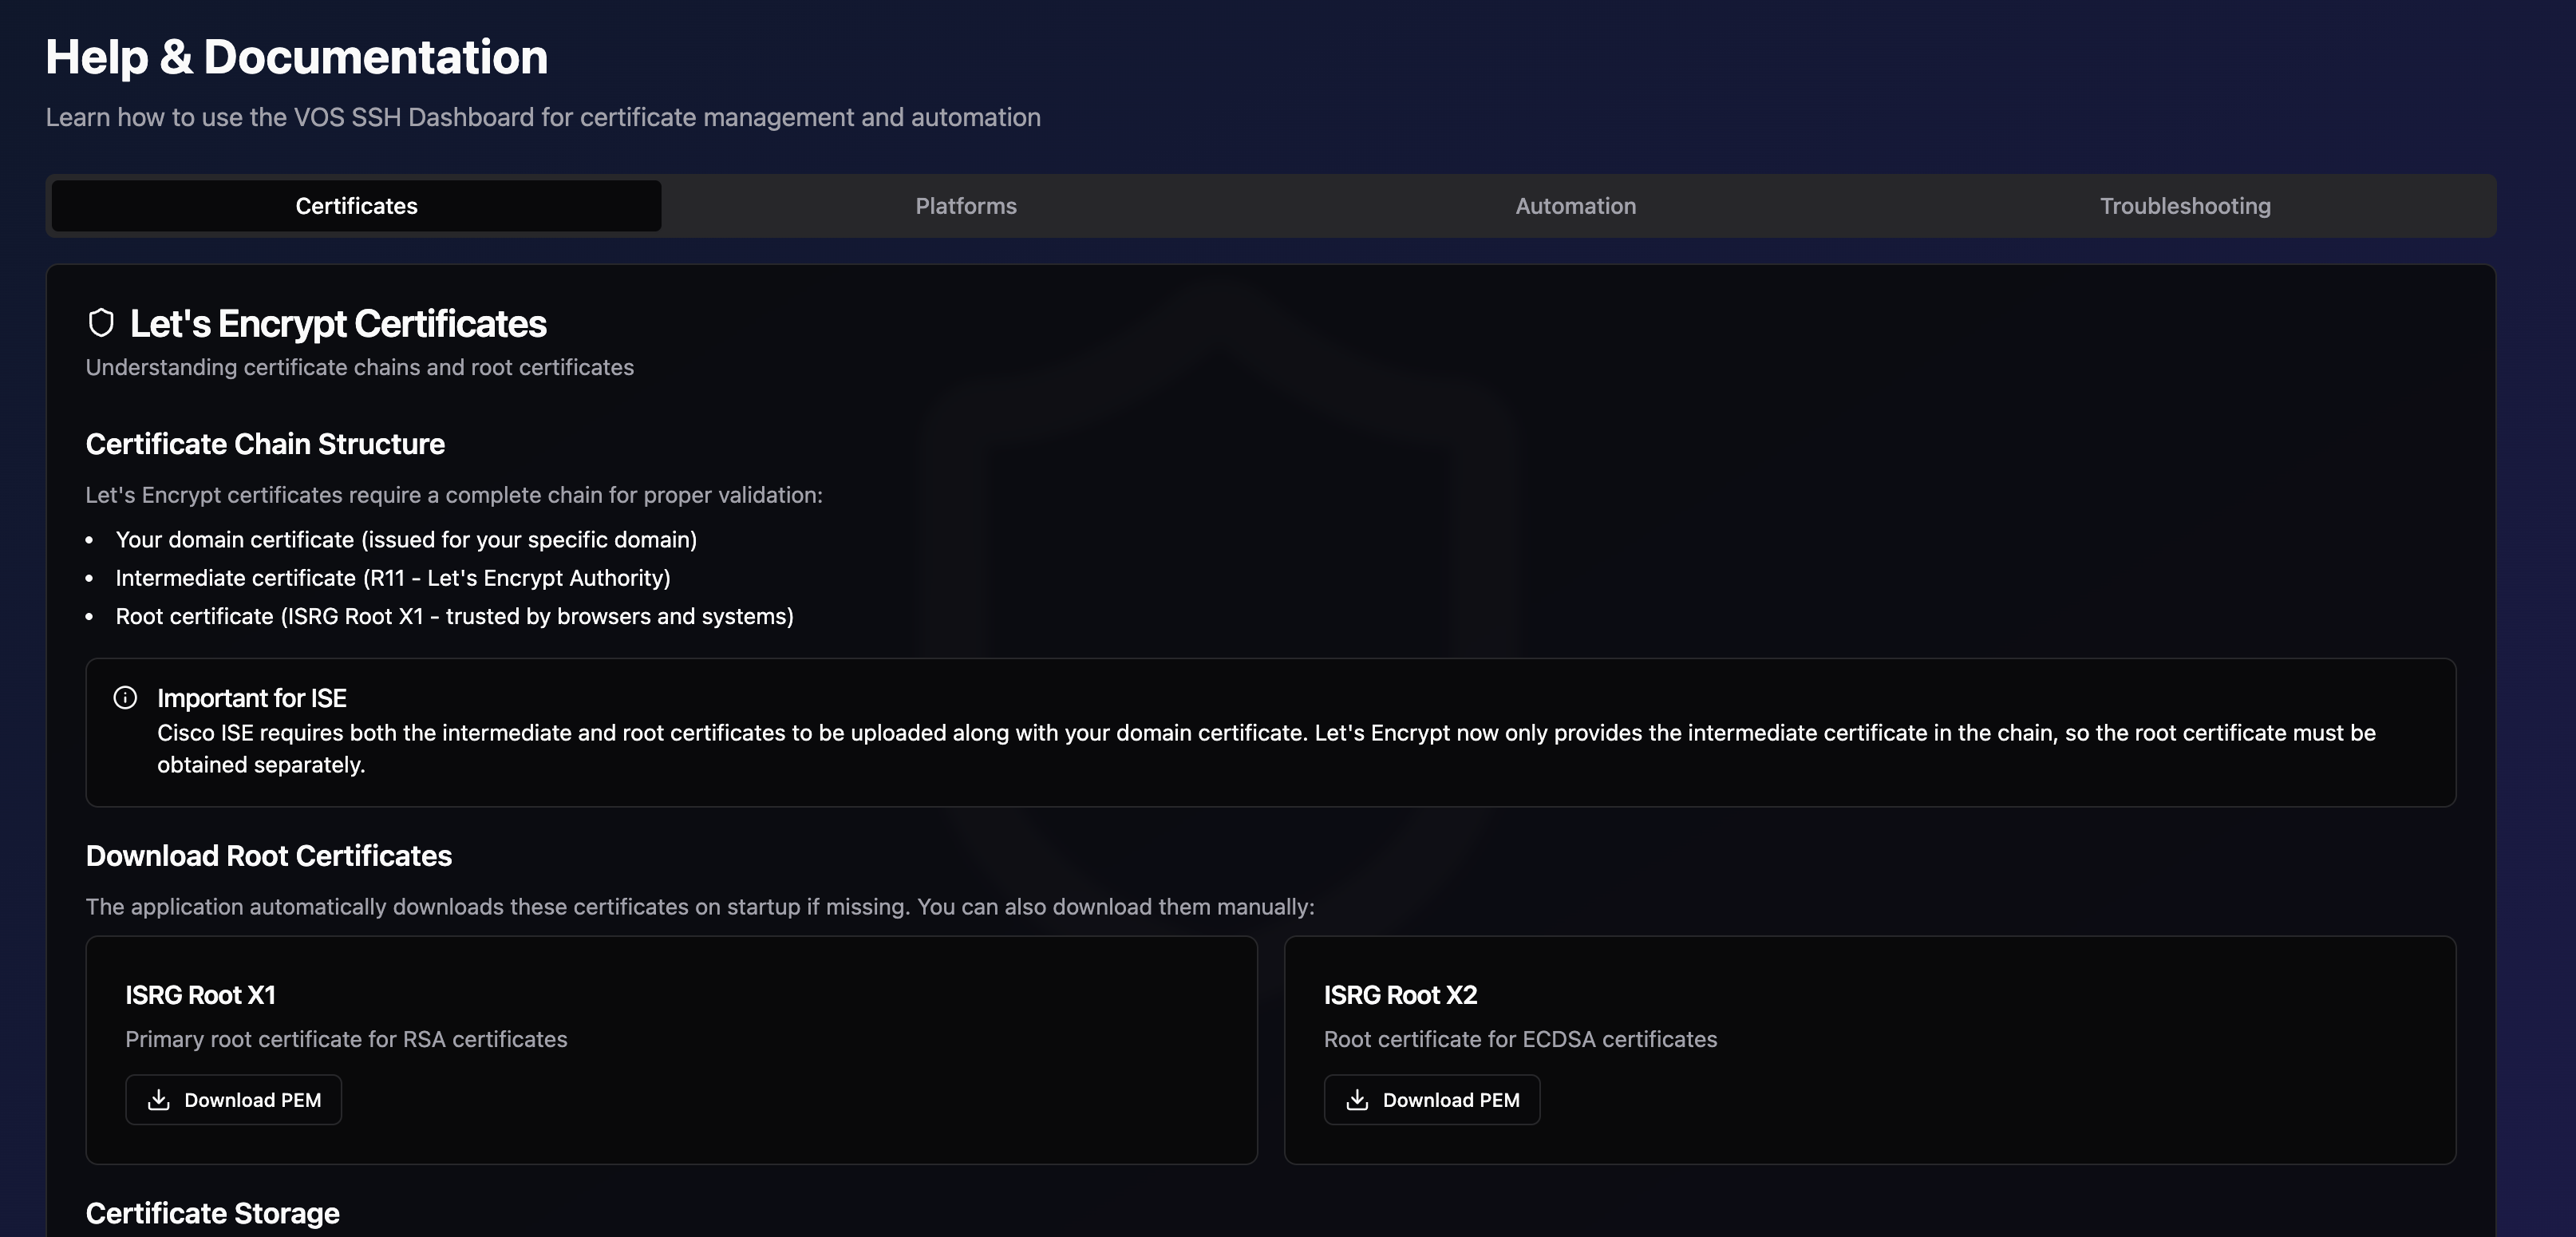 Help & Documentation
Learn how to use the VOS SSH Dashboard for certificate management and automation
Certificates
Platforms
Automation
Troubleshooting
Let's Encrypt Certificates
Understanding certificate chains and root certificates
Certificate Chain Structure
Let's Encrypt certificates require a complete chain for proper validation:
• Your domain certificate (issued for your specific domain)
• Intermediate certificate (R11 - Let's Encrypt Authority)
• Root certificate (ISRG Root X1 - trusted by browsers and systems)
Important for ISE
Cisco ISE requires both the intermediate and root certificates to be uploaded along with your domain certificate. Let's Encrypt now only provides the intermediate certificate in the chain, so the root certificate must be
obtained separately.
Download Root Certificates
The application automatically downloads these certificates on startup if missing. You can also download them manually:
ISRG Root X1
Primary root certificate for RSA certificates
Download PEM
ISRG Root X2
Root certificate for ECDSA certificates
Download PEM
Certificate Storage